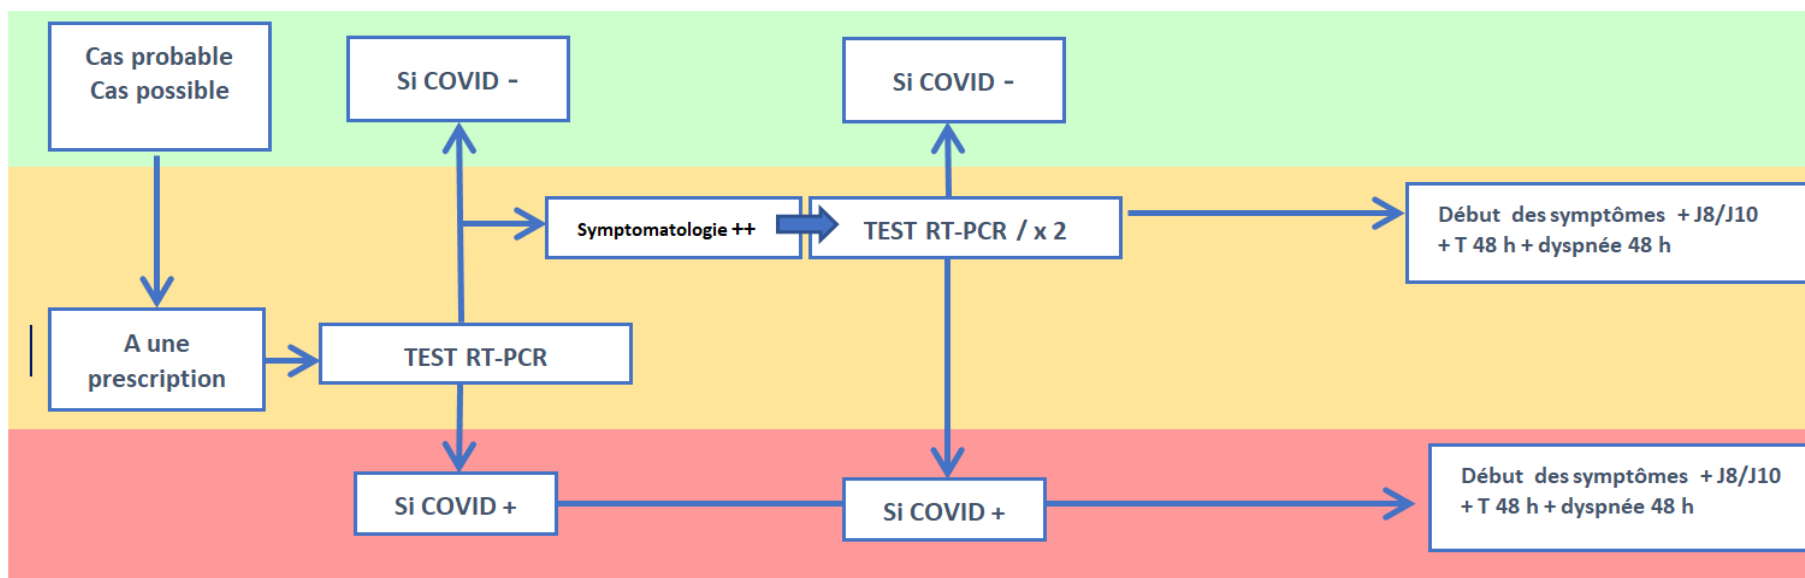 Cas probable
Cas possible
Si COVID -
Si COVID -
Symptomatologie ++
TEST RT-PCR / x 2
Début des symptômes + J8/J10
+ T 48 h + dyspnée 48 h
A une
prescription
TEST RT-PCR
Si COVID +
Si COVID +
Début des symptômes + J8/J10
+ T 48 h + dyspnée 48 h